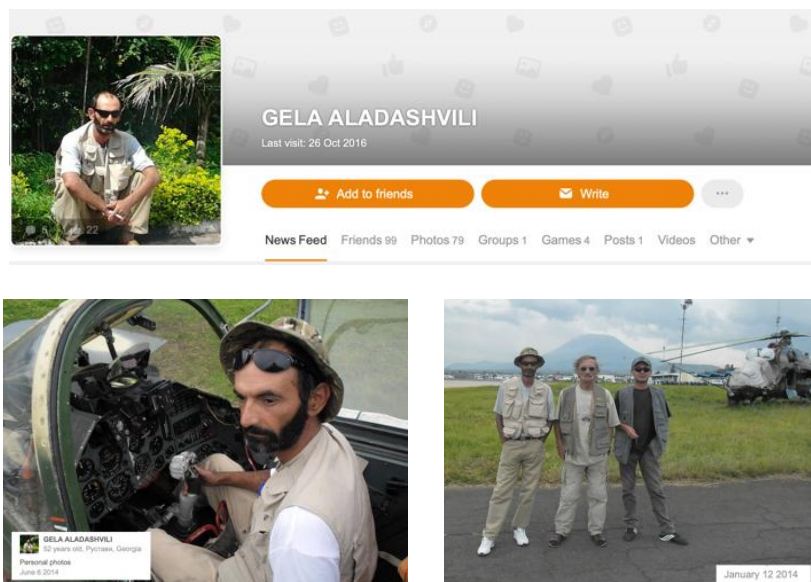 GELA ALADASHVILI
Last visit: 26 Oct 2016
5 22
Add to friends
Write
News Feed Friends 99 Photos 79 Groups 1 Games 4 Posts 1 Videos Other
GELA ALADASHVILI
52 years old, Рустави, Georgia
Personal photos
June 6 2014
January 12 2014